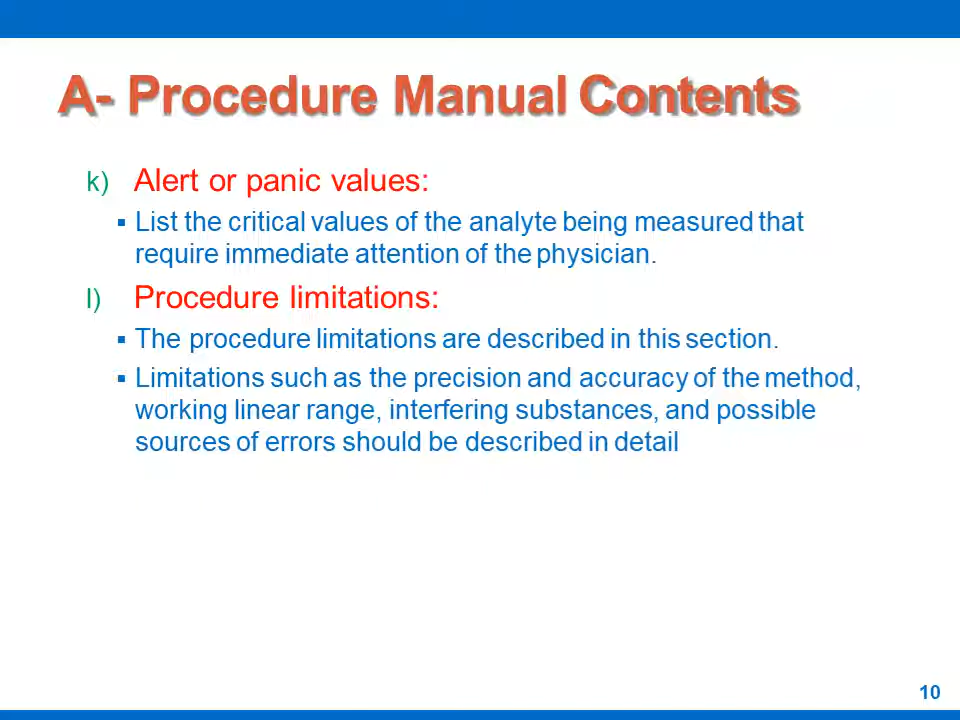 A- Procedure Manual Contents
k) Alert or panic values:
▪ List the critical values of the analyte being measured that
require immediate attention of the physician.
l) Procedure limitations:
▪ The procedure limitations are described in this section.
▪ Limitations such as the precision and accuracy of the method,
working linear range, interfering substances, and possible
sources of errors should be described in detail
10